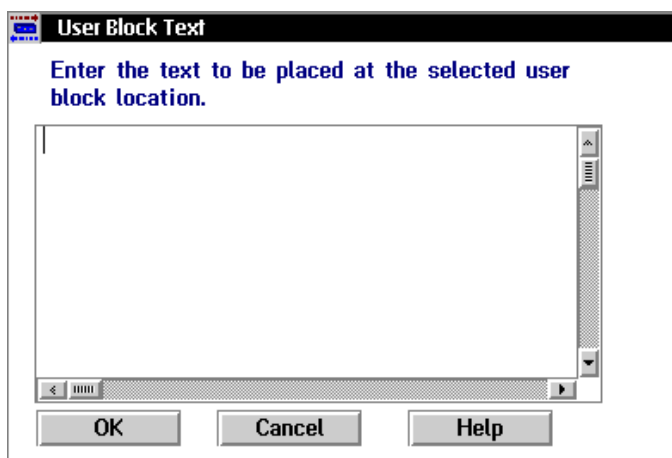 User Block Text
Enter the text to be placed at the selected user
block location.
OK Cancel Help